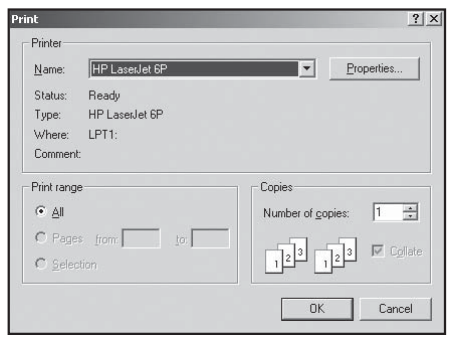 Print
Printer
Name: HP LaserJet 6P Properties...
Status: Ready
Type: HP LaserJet 6P
Where: LPT1:
Comment:
Print range
All
Pages from: to:
Selection
Copies
Number of copies: 1
1 2 3 1 2 3 Collate
OK Cancel